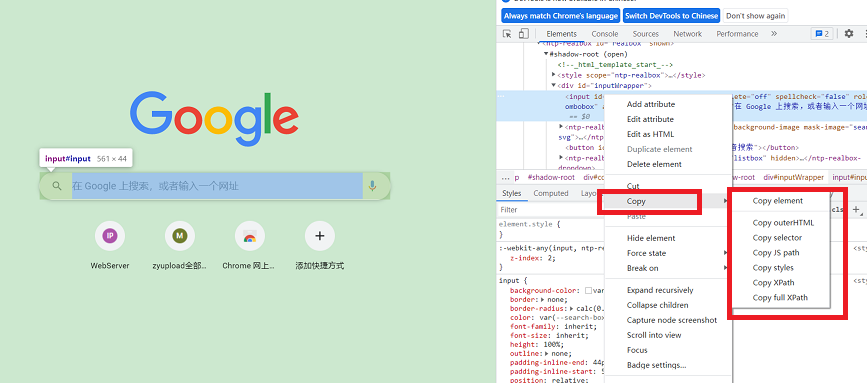 Google
input#input 561 × 44
在 Google 上搜索，或者输入一个网址
IP
M
WebServer
zyupload全部...
Chrome 网上...
添加快捷方式
Always match Chrome's language
Switch DevTools to Chinese
Don't show again
Elements
Console
Sources
Network
Performance
»
2
<ntp-realbox id="realbox" shown>
▼#shadow-root (open)
<!--_html_template_start_-->
▶<style scope="ntp-realbox">…</style>
▼<div id="inputWrapper">
<input id=
ete="off" spellcheck="false" role
ombobox" a
在 Google 上搜索，或者输入一个网址
== $0
▶<ntp-rea
background-image mask-image="sear
svg">…</
<button i
搜索"></button>
▶<ntp-rea
listbox" hidden>…</ntp-realbox-
dropdown>
... p #shadow-root div#co
-root div#inputWrapper input#input
Styles
Computed
Layout
Filter
.cls
+
element.style {
}
:-webkit-any(input, ntp-r
z-index: 2;
}
<sty
input {
background-color: va
border:▶ none;
border-radius:▶ calc(0.
color: var(--search-box
font-family: inherit;
font-size: inherit;
height: 100%;
outline:▶ none;
padding-inline-end: 44p
padding-inline-start: 5
position: relative;
<sty
Add attribute
Edit attribute
Edit as HTML
Duplicate element
Delete element
Cut
Copy
Paste
Hide element
Force state
Break on
Expand recursively
Collapse children
Capture node screenshot
Scroll into view
Focus
Badge settings...
Copy element
Copy outerHTML
Copy selector
Copy JS path
Copy styles
Copy XPath
Copy full XPath